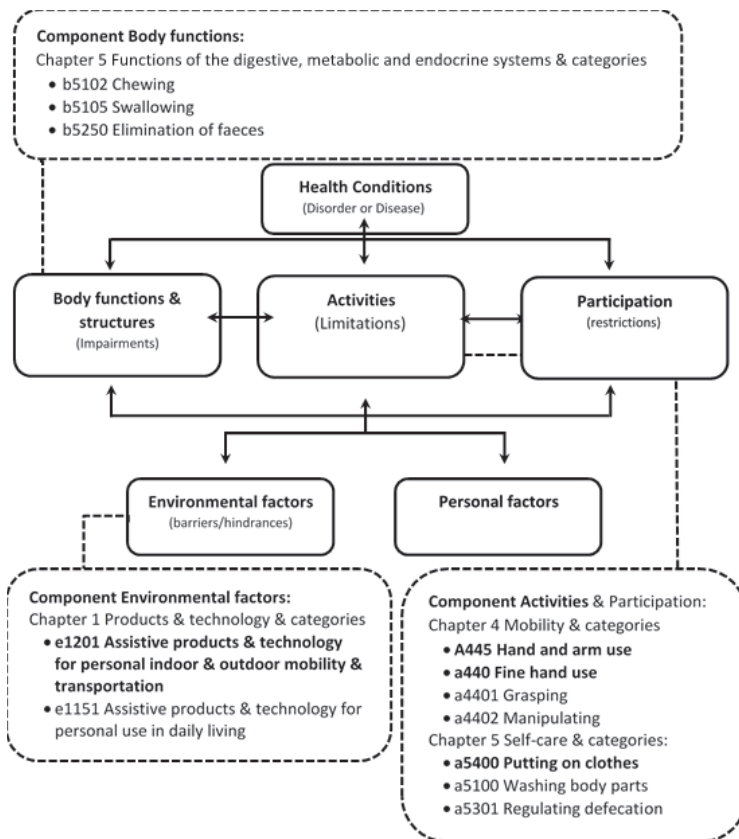 Component Body functions:
Chapter 5 Functions of the digestive, metabolic and endocrine systems & categories
• b5102 Chewing
• b5105 Swallowing
• b5250 Elimination of faeces
Health Conditions
(Disorder or Disease)
Body functions &
structures
(Impairments)
Activities
(Limitations)
Participation
(restrictions)
Environmental factors
(barriers/hindrances)
Personal factors
Component Environmental factors:
Chapter 1 Products & technology & categories
• e1201 Assistive products & technology
for personal indoor & outdoor mobility &
transportation
• e1151 Assistive products & technology for
personal use in daily living
Component Activities & Participation:
Chapter 4 Mobility & categories
• A445 Hand and arm use
• a440 Fine hand use
• a4401 Grasping
• a4402 Manipulating
Chapter 5 Self-care & categories:
• a5400 Putting on clothes
• a5100 Washing body parts
• a5301 Regulating defecation